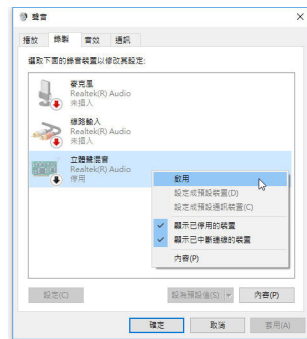 聲音
播放 錄製 音效 通訊
選取下面的錄音裝置以修改其設定:
麥克風
Realtek(R) Audio
未插入
線路輸入
Realtek(R) Audio
未插入
立體聲混音
Realtek(R) Audio
停用
啟用
設定成預設裝置(D)
設定成預設通訊裝置(C)
顯示已停用的裝置
顯示已中斷連線的裝置
內容(P)
設定(C) 設為預設值(S) 內容(P)
確定 取消 套用(A)